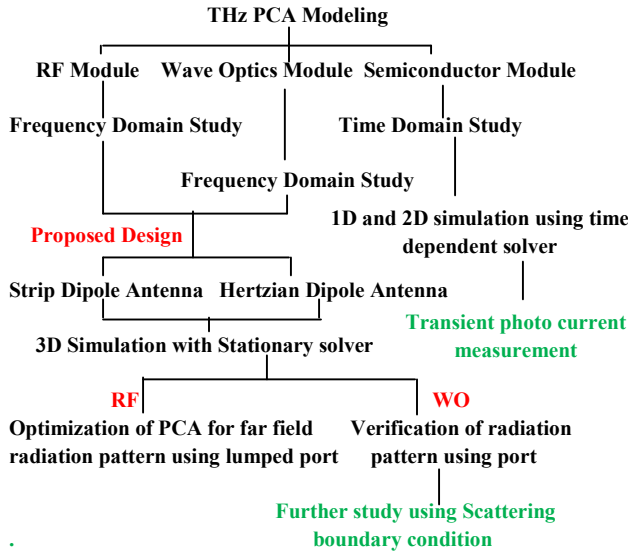 THz PCA Modeling
RF Module
Wave Optics Module
Semiconductor Module
Frequency Domain Study
Time Domain Study
Frequency Domain Study
Proposed Design
1D and 2D simulation using time
dependent solver
Strip Dipole Antenna
Hertzian Dipole Antenna
Transient photo current
measurement
3D Simulation with Stationary solver
RF
WO
Optimization of PCA for far field
radiation pattern using lumped port
Verification of radiation
pattern using port
Further study using Scattering
boundary condition
.